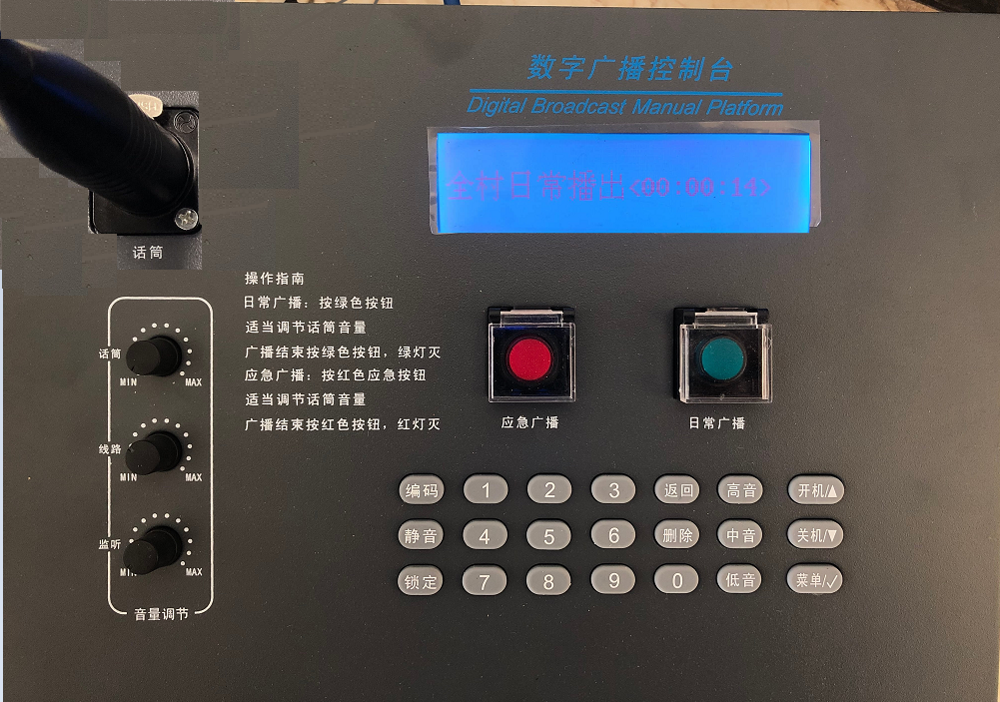 数字广播控制台
Digital Broadcast Manual Platform
全村日常播出<00:00:14>
话筒
操作指南
日常广播：按绿色按钮
适当调节话筒音量
广播结束按绿色按钮，绿灯灭
应急广播：按红色应急按钮
适当调节话筒音量
广播结束按红色按钮，红灯灭
话筒
MIN MAX
线路
MIN MAX
监听
MIN MAX
音量调节
应急广播 日常广播
编码 1 2 3 返回 高音 开机/▲
静音 4 5 6 删除 中音 关机/▼
锁定 7 8 9 0 低音 菜单/✓